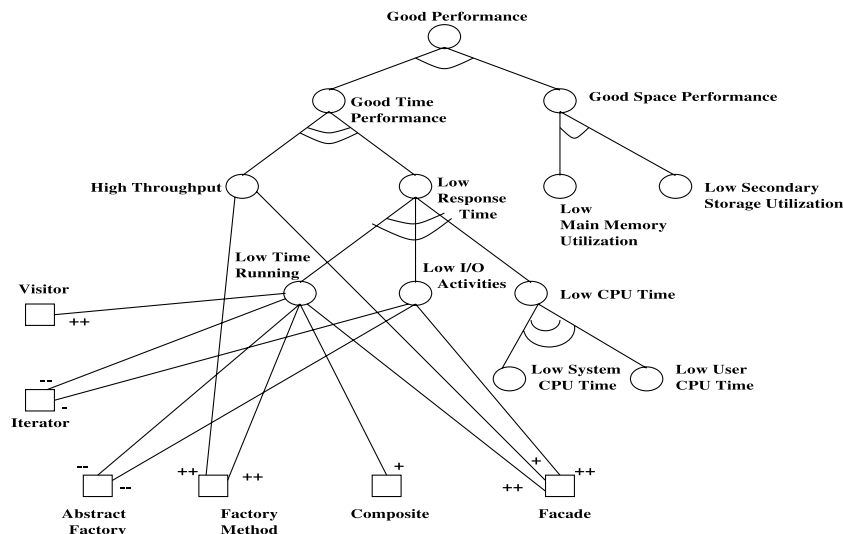 Good Performance
Good Time
Performance
Good Space Performance
High Throughput
Low
Response
Time
Low
Main Memory
Utilization
Low Secondary
Storage Utilization
Low Time
Running
Low I/O
Activities
Low CPU Time
Visitor
++
Low System
CPU Time
Low User
CPU Time
--
-
Iterator
--
--
++
++
+
+
++
++
Abstract
Factory
Factory
Method
Composite
Facade